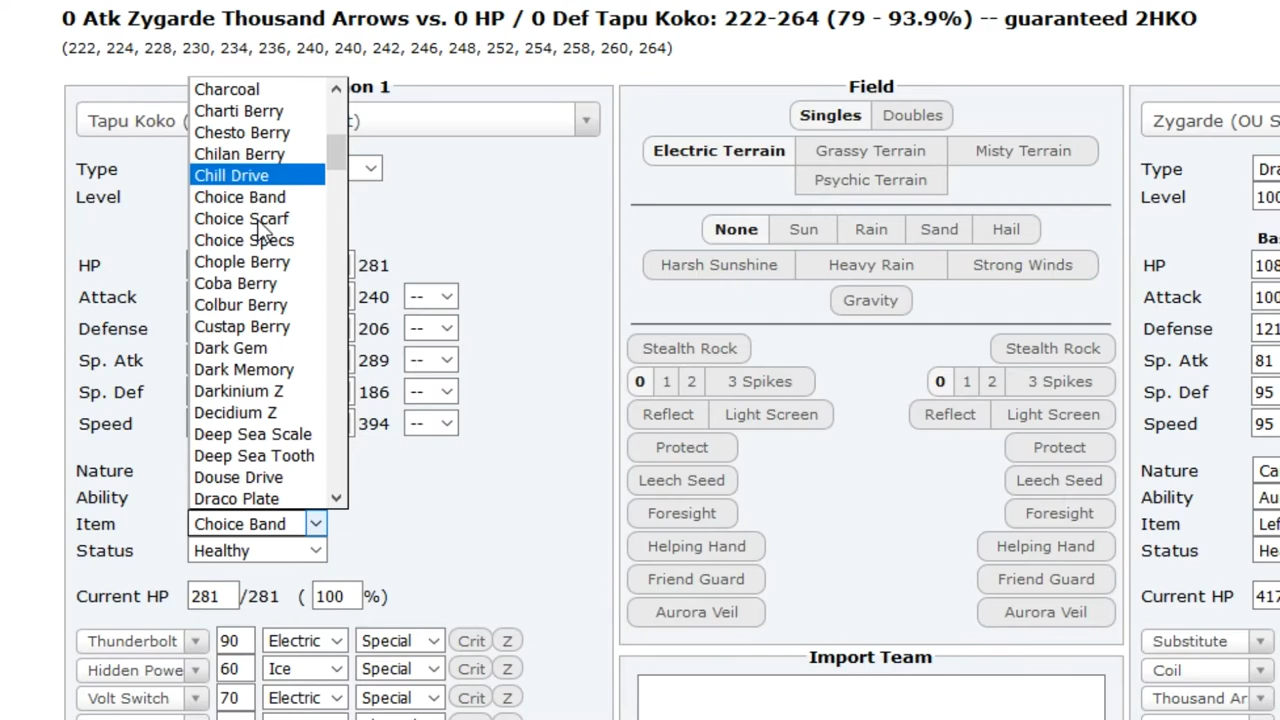 0 Atk Zygarde Thousand Arrows vs. 0 HP / 0 Def Tapu Koko: 222-264 (79 - 93.9%) -- guaranteed 2HKO
(222, 224, 228, 230, 234, 236, 240, 240, 242, 246, 248, 252, 254, 258, 260, 264)
on 1
Tapu Koko (
t)
Type
Level
HP 281
Attack 240 --
Defense 206 --
Sp. Atk 289 --
Sp. Def 186 --
Speed 394 --
Nature
Ability
Item Choice Band
Status Healthy
Charcoal
Charti Berry
Chesto Berry
Chilan Berry
Chill Drive
Choice Band
Choice Scarf
Choice Specs
Chople Berry
Coba Berry
Colbur Berry
Custap Berry
Dark Gem
Dark Memory
Darkinium Z
Decidium Z
Deep Sea Scale
Deep Sea Tooth
Douse Drive
Draco Plate
Current HP 281 /281 ( 100 %)
Thunderbolt 90 Electric Special Crit Z
Hidden Powe 60 Ice Special Crit Z
Volt Switch 70 Electric Special Crit Z
Field
Singles Doubles
Electric Terrain Grassy Terrain Misty Terrain
Psychic Terrain
None Sun Rain Sand Hail
Harsh Sunshine Heavy Rain Strong Winds
Gravity
Stealth Rock Stealth Rock
0 1 2 3 Spikes 0 1 2 3 Spikes
Reflect Light Screen Reflect Light Screen
Protect Protect
Leech Seed Leech Seed
Foresight Foresight
Helping Hand Helping Hand
Friend Guard Friend Guard
Aurora Veil Aurora Veil
Import Team
Zygarde (OU S
Type Dra
Level 100
Ba
HP 108
Attack 100
Defense 121
Sp. Atk 81
Sp. Def 95
Speed 95
Nature Ca
Ability Au
Item Lef
Status He
Current HP 417
Substitute
Coil
Thousand Ar